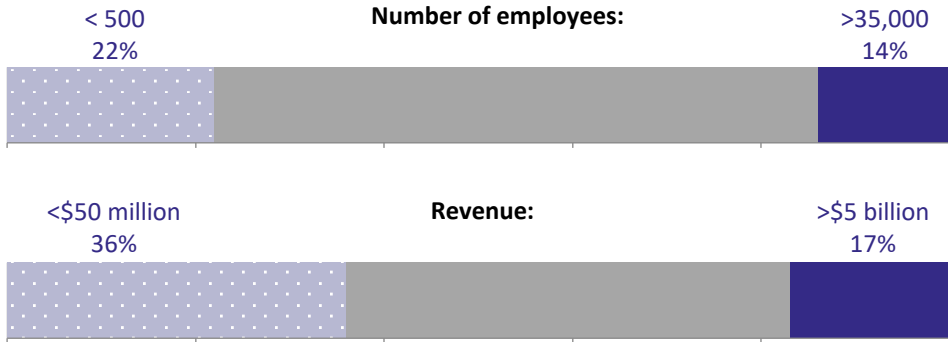 Number of employees:
< 500
22%
>35,000
14%
Revenue:
<$50 million
36%
>$5 billion
17%